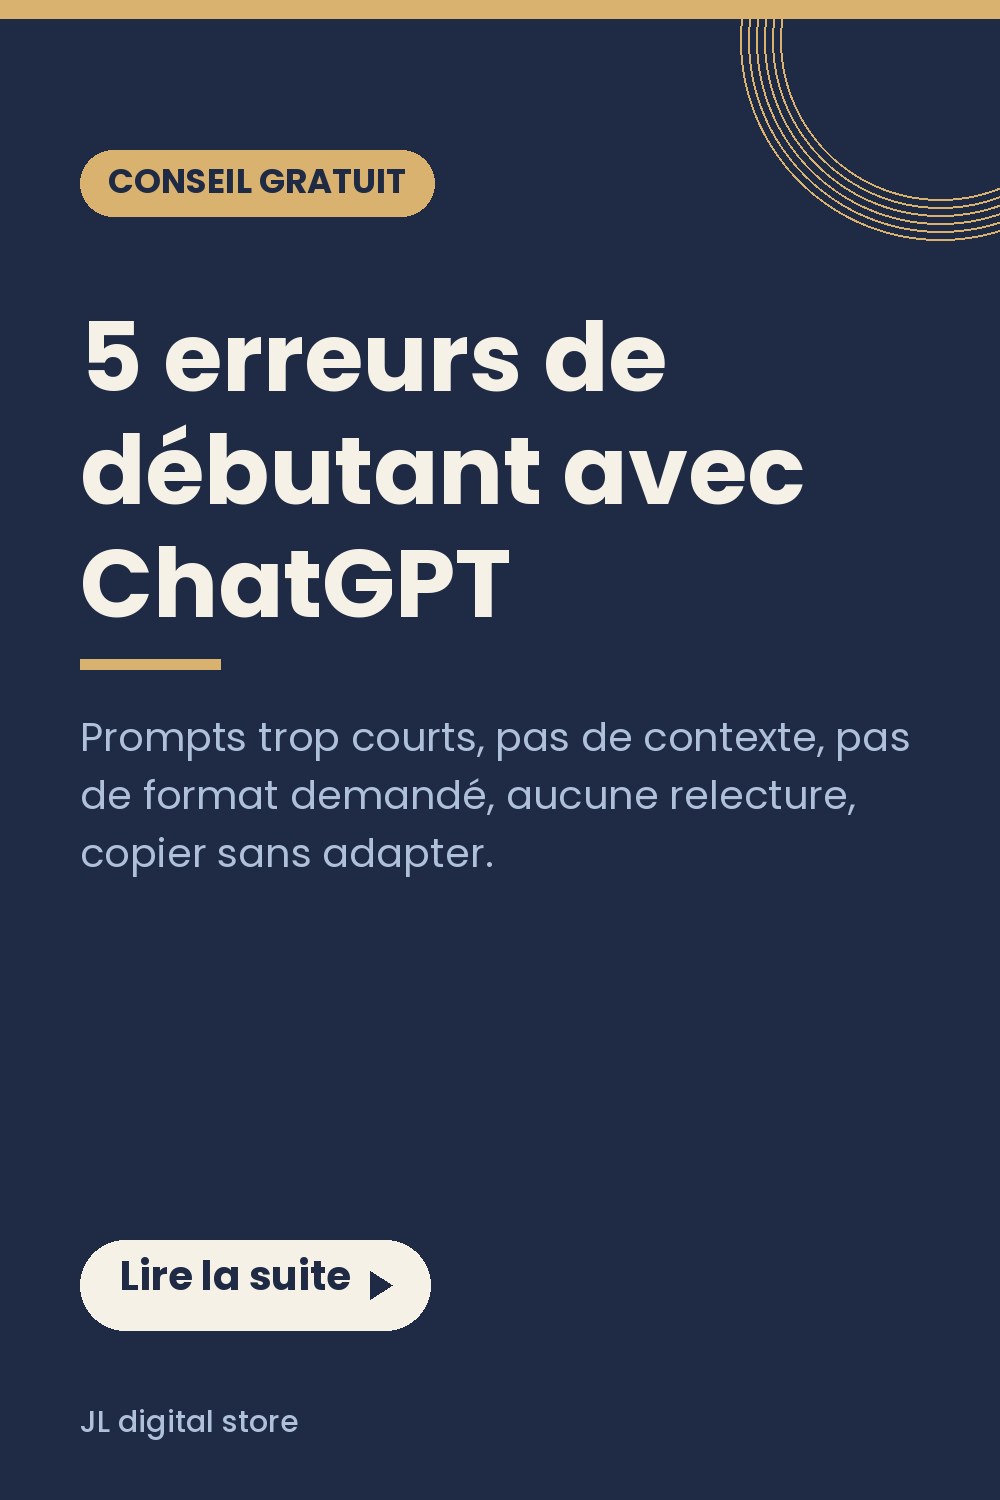 CONSEIL GRATUIT
5 erreurs de
débutant avec
ChatGPT
Prompts trop courts, pas de contexte, pas
de format demandé, aucune relecture,
copier sans adapter.
Lire la suite
JL digital store